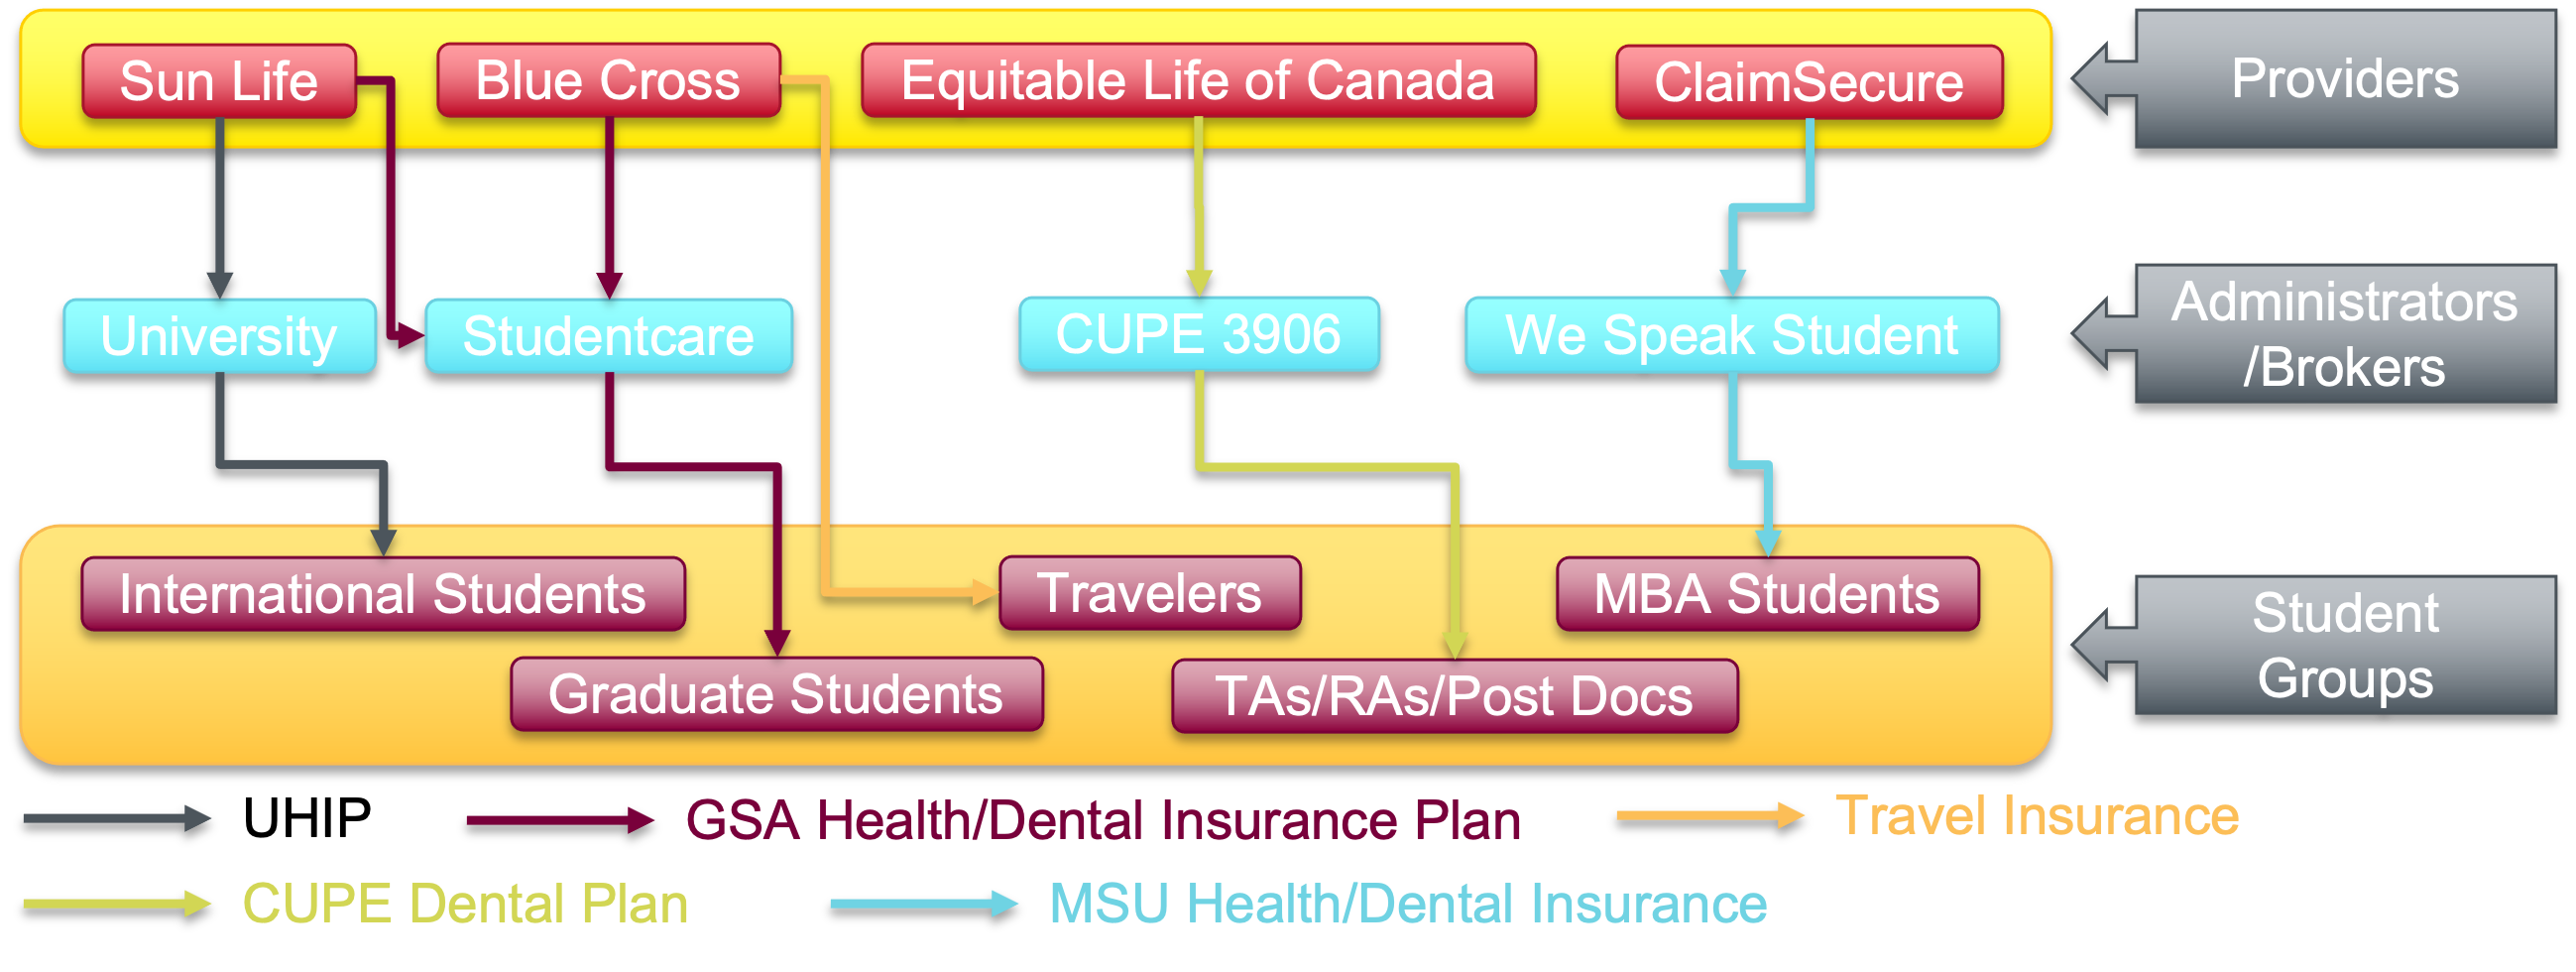 Sun Life
Blue Cross
Equitable Life of Canada
ClaimSecure
Providers
University
Studentcare
CUPE 3906
We Speak Student
Administrators
/Brokers
International Students
Travelers
MBA Students
Graduate Students
TAs/RAs/Post Docs
Student
Groups
UHIP
GSA Health/Dental Insurance Plan
Travel Insurance
CUPE Dental Plan
MSU Health/Dental Insurance